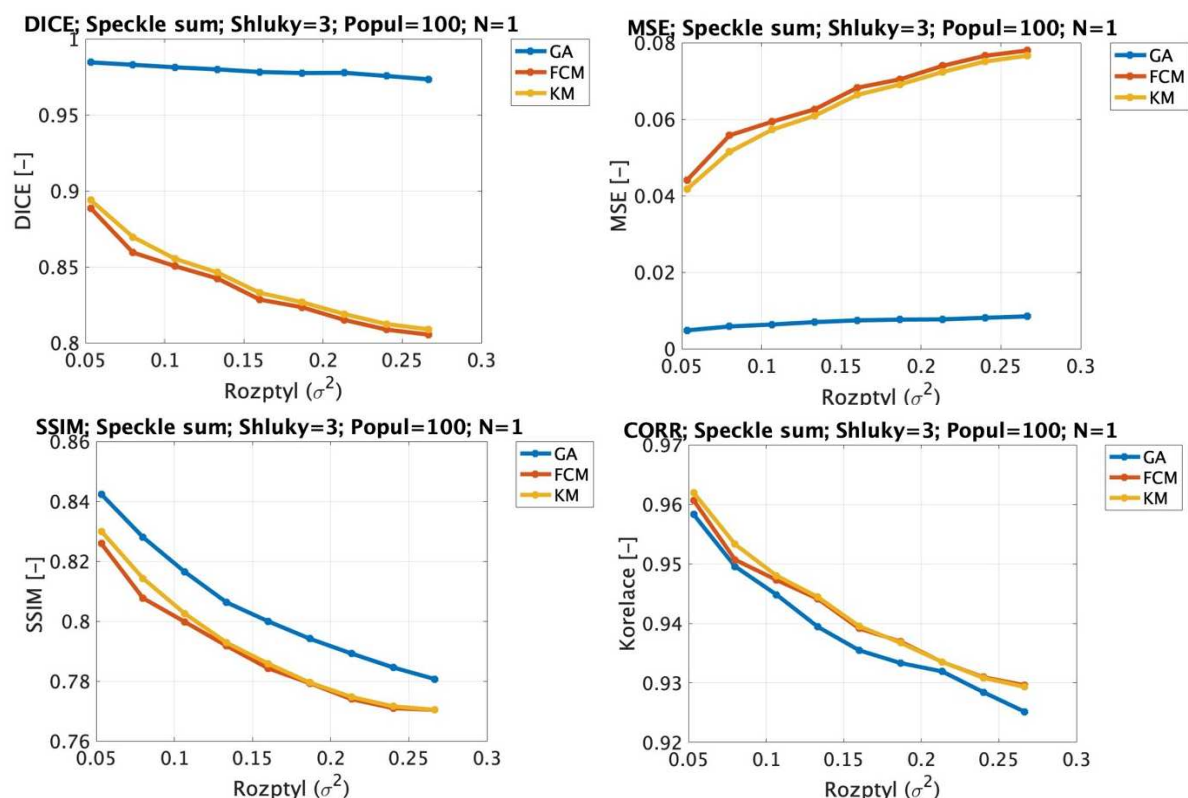 DICE; Speckle sum; Shluky=3; Popul=100; N=1
1
0.95
0.9
0.85
0.8
DICE [-]
0.05 0.1 0.15 0.2 0.25 0.3
Rozptyl (σ²)
GA
FCM
KM
MSE; Speckle sum; Shluky=3; Popul=100; N=1
0.08
0.06
0.04
0.02
0
MSE [-]
0.05 0.1 0.15 0.2 0.25 0.3
Rozptyl (σ²)
GA
FCM
KM
SSIM; Speckle sum; Shluky=3; Popul=100; N=1
0.86
0.84
0.82
0.8
0.78
0.76
SSIM [-]
0.05 0.1 0.15 0.2 0.25 0.3
Rozptyl (σ²)
GA
FCM
KM
CORR; Speckle sum; Shluky=3; Popul=100; N=1
0.97
0.96
0.95
0.94
0.93
0.92
Korelace [-]
0.05 0.1 0.15 0.2 0.25 0.3
Rozptyl (σ²)
GA
FCM
KM